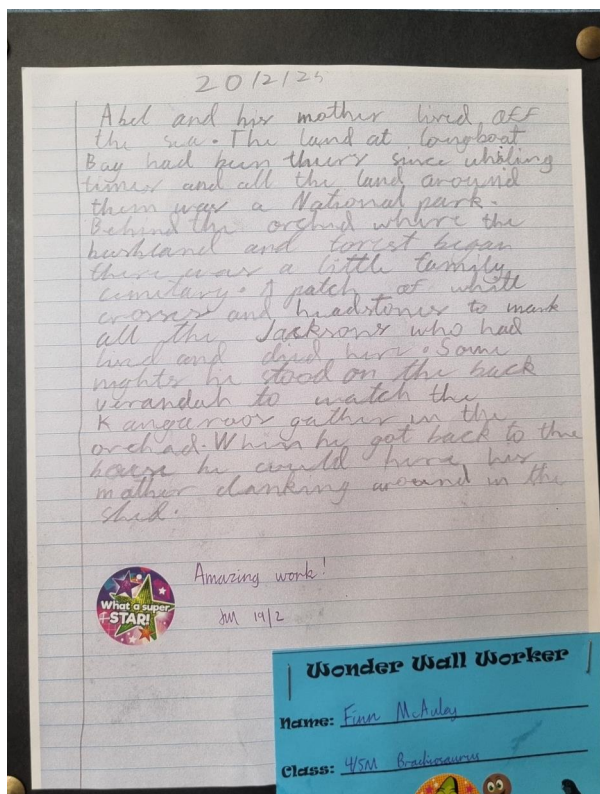 20/2/25
Abel and his mother lived off
the sea. The land at Longboat
Bay had been theirs since whaling
times and all the land around
them was a National park.
Behind the orchid where the
bushland and forest began
there was a little family
cemitary. A patch of white
crosses and headstones to mark
all the Jacksons who had
lived and died here. Some
nights he stood on the back
verandah to watch the
Kangaroos gather in the
orchad. When he got back to the
house he could here his
mother clanking around in the
shed.
Amazing work!
What a super
STAR!
19/2
Wonder Wall Worker
Name: Finn McAuley
Class: 4/5M Brachiosaurus